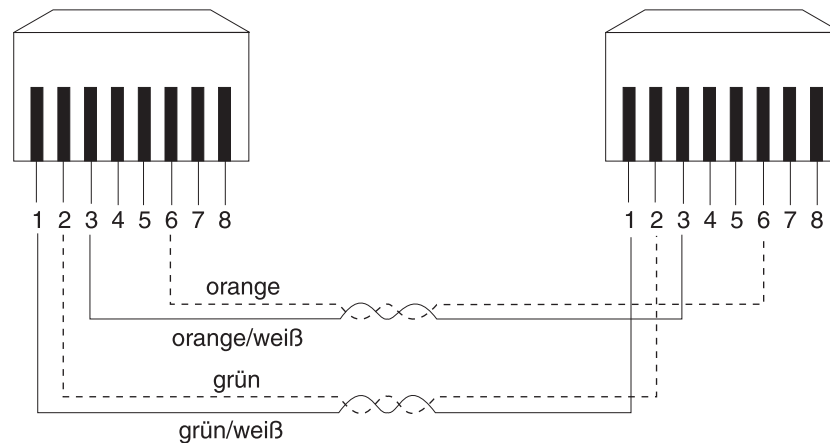 1 2 3 4 5 6 7 8
1 2 3 4 5 6 7 8
orange
orange/weiß
grün
grün/weiß